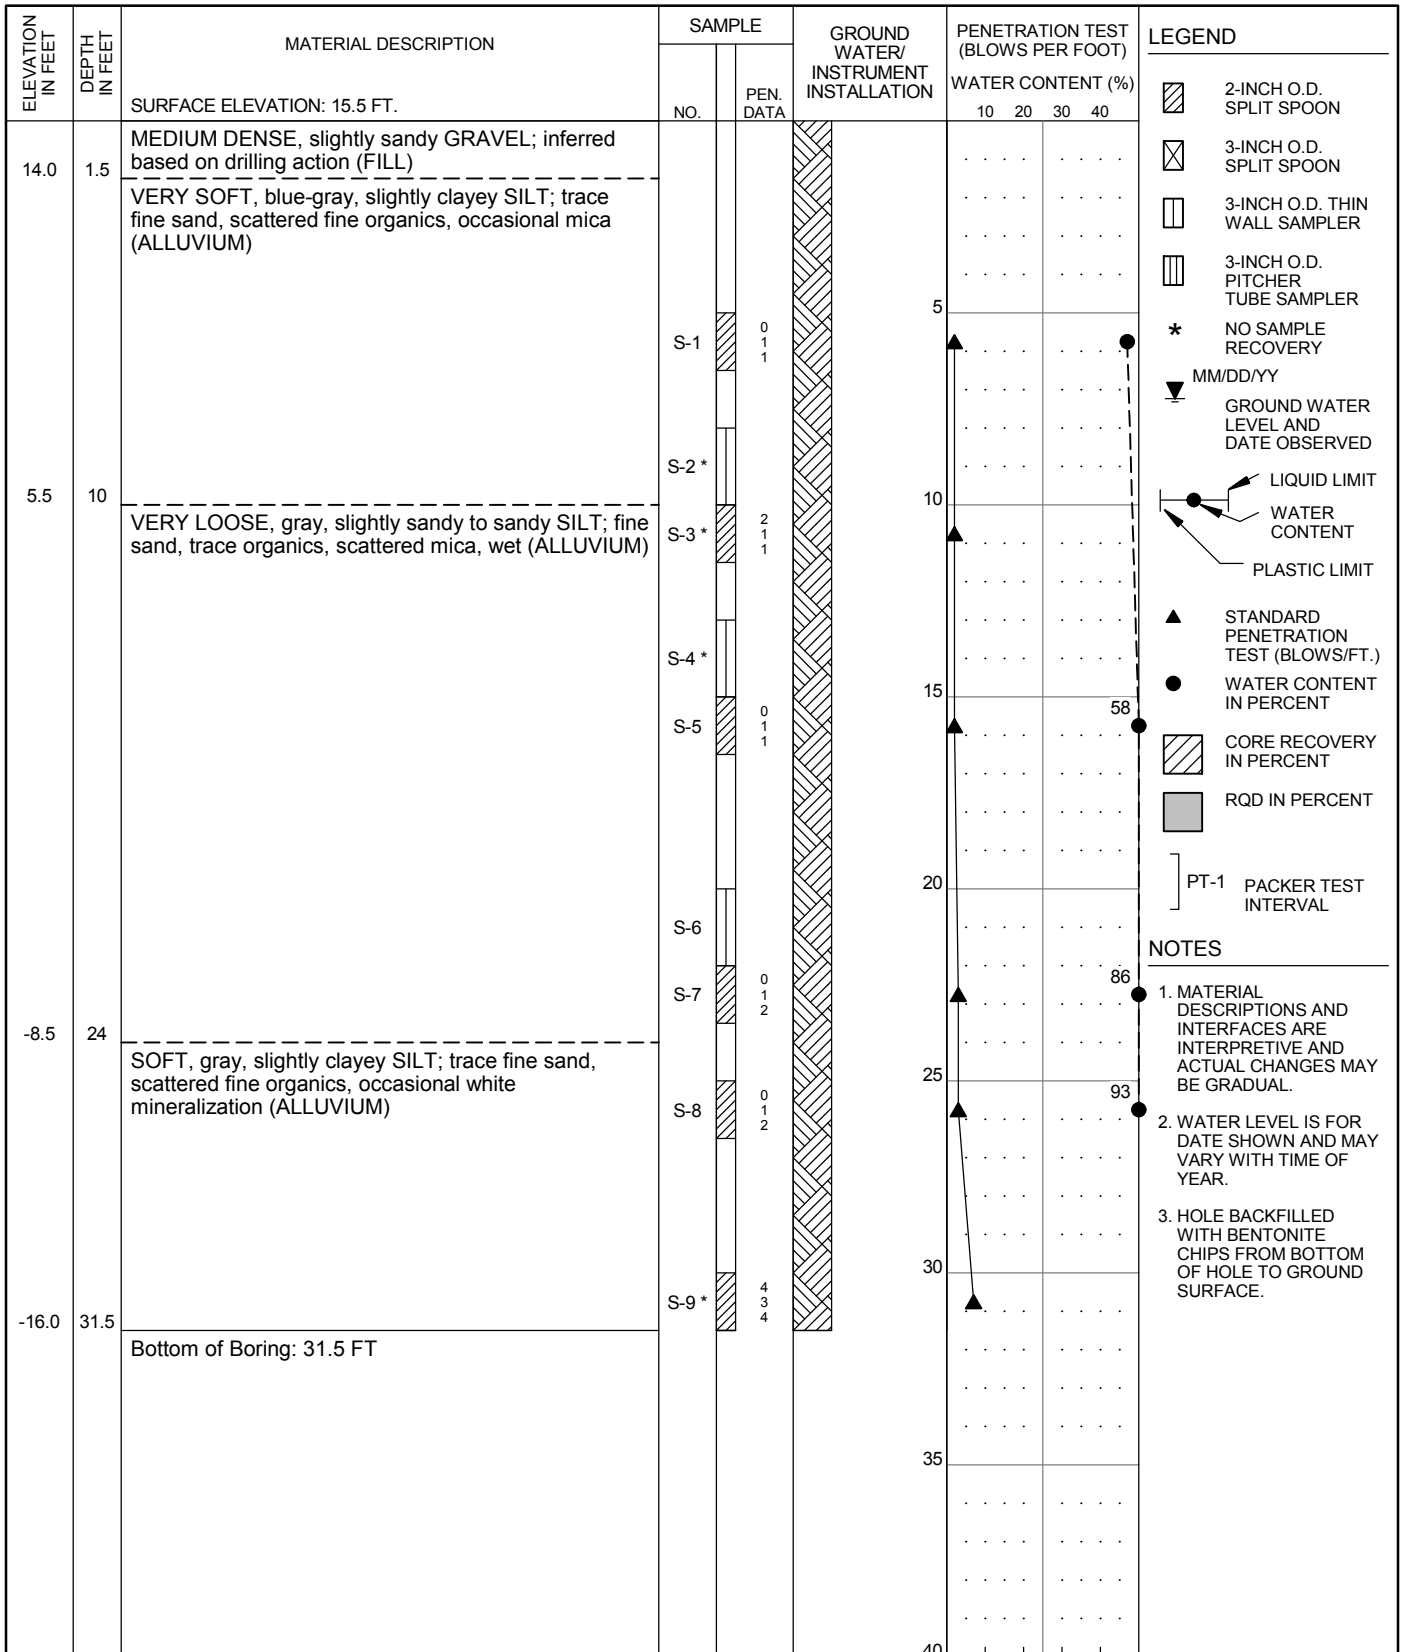 ELEVATION
IN FEET
DEPTH
IN FEET
MATERIAL DESCRIPTION
SURFACE ELEVATION: 15.5 FT.
SAMPLE
NO.
PEN.
DATA
GROUND
WATER/
INSTRUMENT
INSTALLATION
PENETRATION TEST
(BLOWS PER FOOT)
WATER CONTENT (%)
10 20 30 40
MEDIUM DENSE, slightly sandy GRAVEL; inferred
based on drilling action (FILL)
14.0 1.5
VERY SOFT, blue-gray, slightly clayey SILT; trace
fine sand, scattered fine organics, occasional mica
(ALLUVIUM)
5
S-1
0
1
1
S-2 *
5.5 10
10
VERY LOOSE, gray, slightly sandy to sandy SILT; fine
sand, trace organics, scattered mica, wet (ALLUVIUM)
S-3 *
2
1
1
S-4 *
15
S-5
0
1
1
58
20
S-6
S-7
0
1
2
86
-8.5 24
SOFT, gray, slightly clayey SILT; trace fine sand,
scattered fine organics, occasional white
mineralization (ALLUVIUM)
25
S-8
0
1
2
93
30
S-9 *
4
3
4
-16.0 31.5
Bottom of Boring: 31.5 FT
35
40
LEGEND
2-INCH O.D.
SPLIT SPOON
3-INCH O.D.
SPLIT SPOON
3-INCH O.D. THIN
WALL SAMPLER
3-INCH O.D.
PITCHER
TUBE SAMPLER
* NO SAMPLE
RECOVERY
MM/DD/YY
GROUND WATER
LEVEL AND
DATE OBSERVED
LIQUID LIMIT
WATER
CONTENT
PLASTIC LIMIT
STANDARD
PENETRATION
TEST (BLOWS/FT.)
WATER CONTENT
IN PERCENT
CORE RECOVERY
IN PERCENT
RQD IN PERCENT
PT-1 PACKER TEST
INTERVAL
NOTES
1. MATERIAL
DESCRIPTIONS AND
INTERFACES ARE
INTERPRETIVE AND
ACTUAL CHANGES MAY
BE GRADUAL.
2. WATER LEVEL IS FOR
DATE SHOWN AND MAY
VARY WITH TIME OF
YEAR.
3. HOLE BACKFILLED
WITH BENTONITE
CHIPS FROM BOTTOM
OF HOLE TO GROUND
SURFACE.